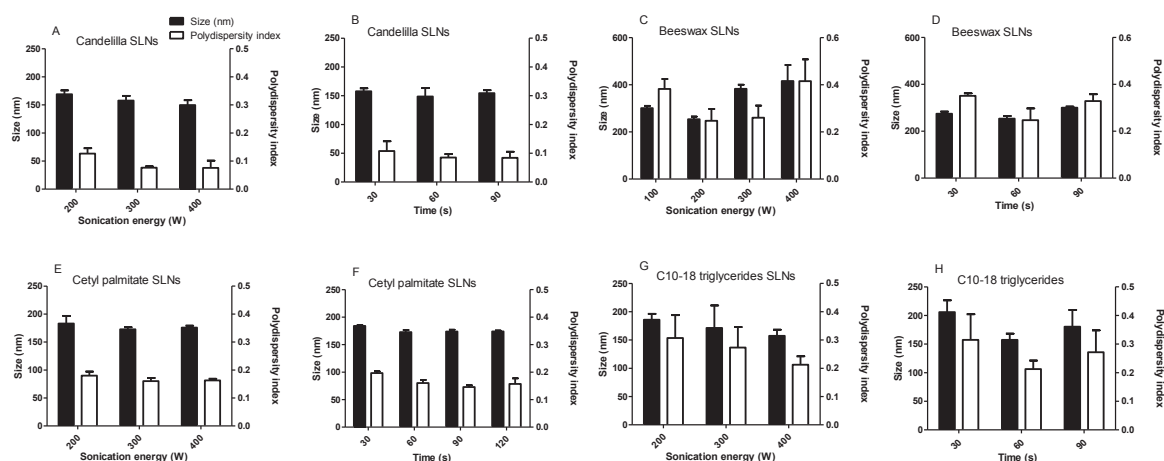 A
Candelilla SLNs
Size (nm)
Polydispersity index
250
200
150
100
50
0
Size (nm)
0.5
0.4
0.3
0.2
0.1
0.0
Polydispersity index
200
300
400
Sonication energy (W)
B
Candelilla SLNs
250
200
150
100
50
0
Size (nm)
0.5
0.4
0.3
0.2
0.1
0.0
Polydispersity index
30
60
90
Time (s)
C
Beeswax SLNs
600
400
200
0
Size (nm)
0.6
0.4
0.2
0.0
Polydispersity index
100
200
300
400
Sonication energy (W)
D
Beeswax SLNs
600
400
200
0
Size (nm)
0.6
0.4
0.2
0.0
Polydispersity index
30
60
90
Time (s)
E
Cetyl palmitate SLNs
250
200
150
100
50
0
Size (nm)
0.5
0.4
0.3
0.2
0.1
0.0
Polydispersity index
200
300
400
Sonication energy (W)
F
Cetyl palmitate SLNs
250
200
150
100
50
0
Size (nm)
0.5
0.4
0.3
0.2
0.1
0.0
Polydispersity index
30
60
90
120
Time (s)
G
C10-18 triglycerides SLNs
250
200
150
100
50
0
Size (nm)
0.5
0.4
0.3
0.2
0.1
0.0
Polydispersity index
200
300
400
Sonication energy (W)
H
C10-18 triglycerides
250
200
150
100
50
0
Size (nm)
0.5
0.4
0.3
0.2
0.1
0.0
Polydispersity index
30
60
90
Time (s)